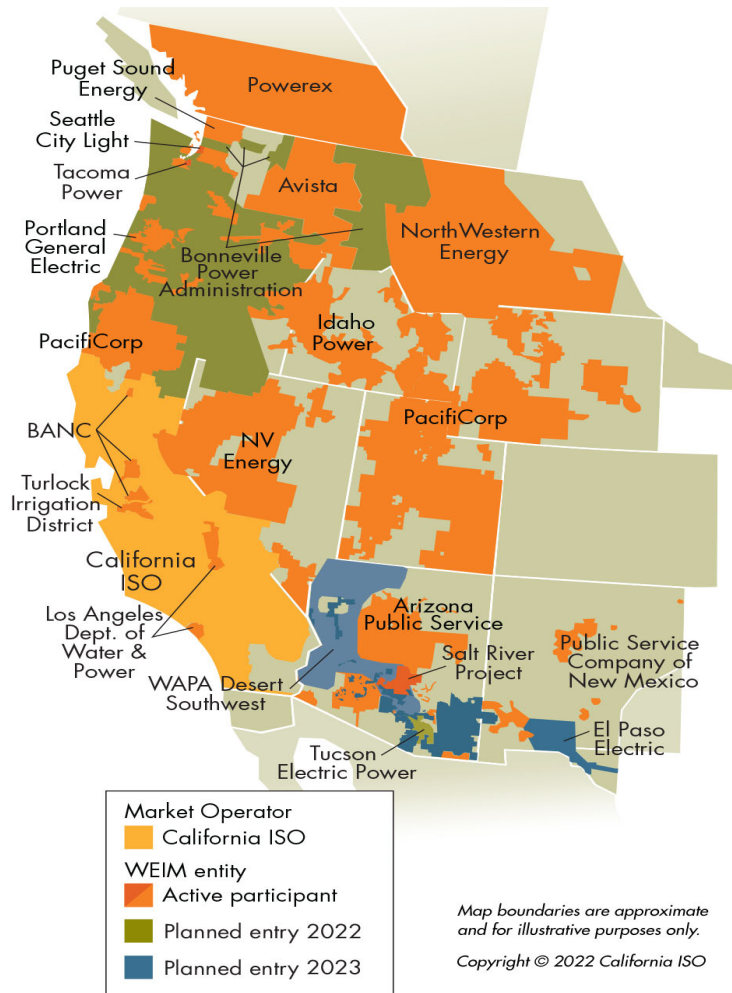 Puget Sound
Energy
Powerex
Seattle
City Light
Tacoma
Power
Avista
Portland
General
Electric
Bonneville
Power
Administration
NorthWestern
Energy
PacifiCorp
Idaho
Power
BANC
NV
Energy
PacifiCorp
Turlock
Irrigation
District
California
ISO
Los Angeles
Dept. of
Water &
Power
Arizona
Public Service
WAPA Desert
Southwest
Salt River
Project
Public Service
Company of
New Mexico
Tucson
Electric Power
El Paso
Electric
Market Operator
California ISO
WEIM entity
Active participant
Planned entry 2022
Planned entry 2023
Map boundaries are approximate
and for illustrative purposes only.
Copyright © 2022 California ISO